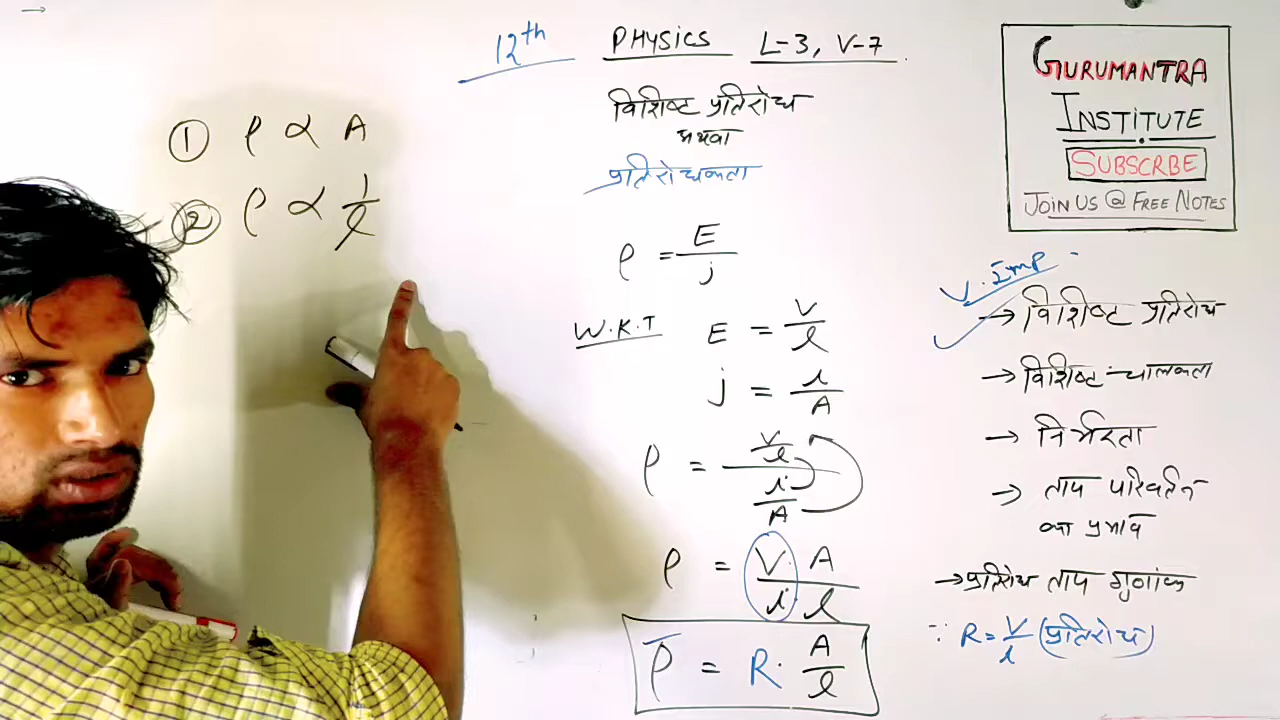 12th PHYSICS L-3, V-7
विशिष्ट प्रतिरोध
अथवा
प्रतिरोधकता
ρ = E/j
W.K.T E = V/l
j = i/A
ρ = (V/l)/(i/A)
ρ = V/i · A/l
ρ = R · A/l
① ρ ∝ A
② ρ ∝ 1/l
GURUMANTRA
INSTITUTE
SUBSCRBE
JOIN US @ FREE NOTES
V. Imp
→ विशिष्ट प्रतिरोध
→ विशिष्ट चालकता
→ निर्भरता
→ ताप परिवर्तन
का प्रभाव
→ प्रतिरोध ताप गुणांक
∵ R = V/i (प्रतिरोध)